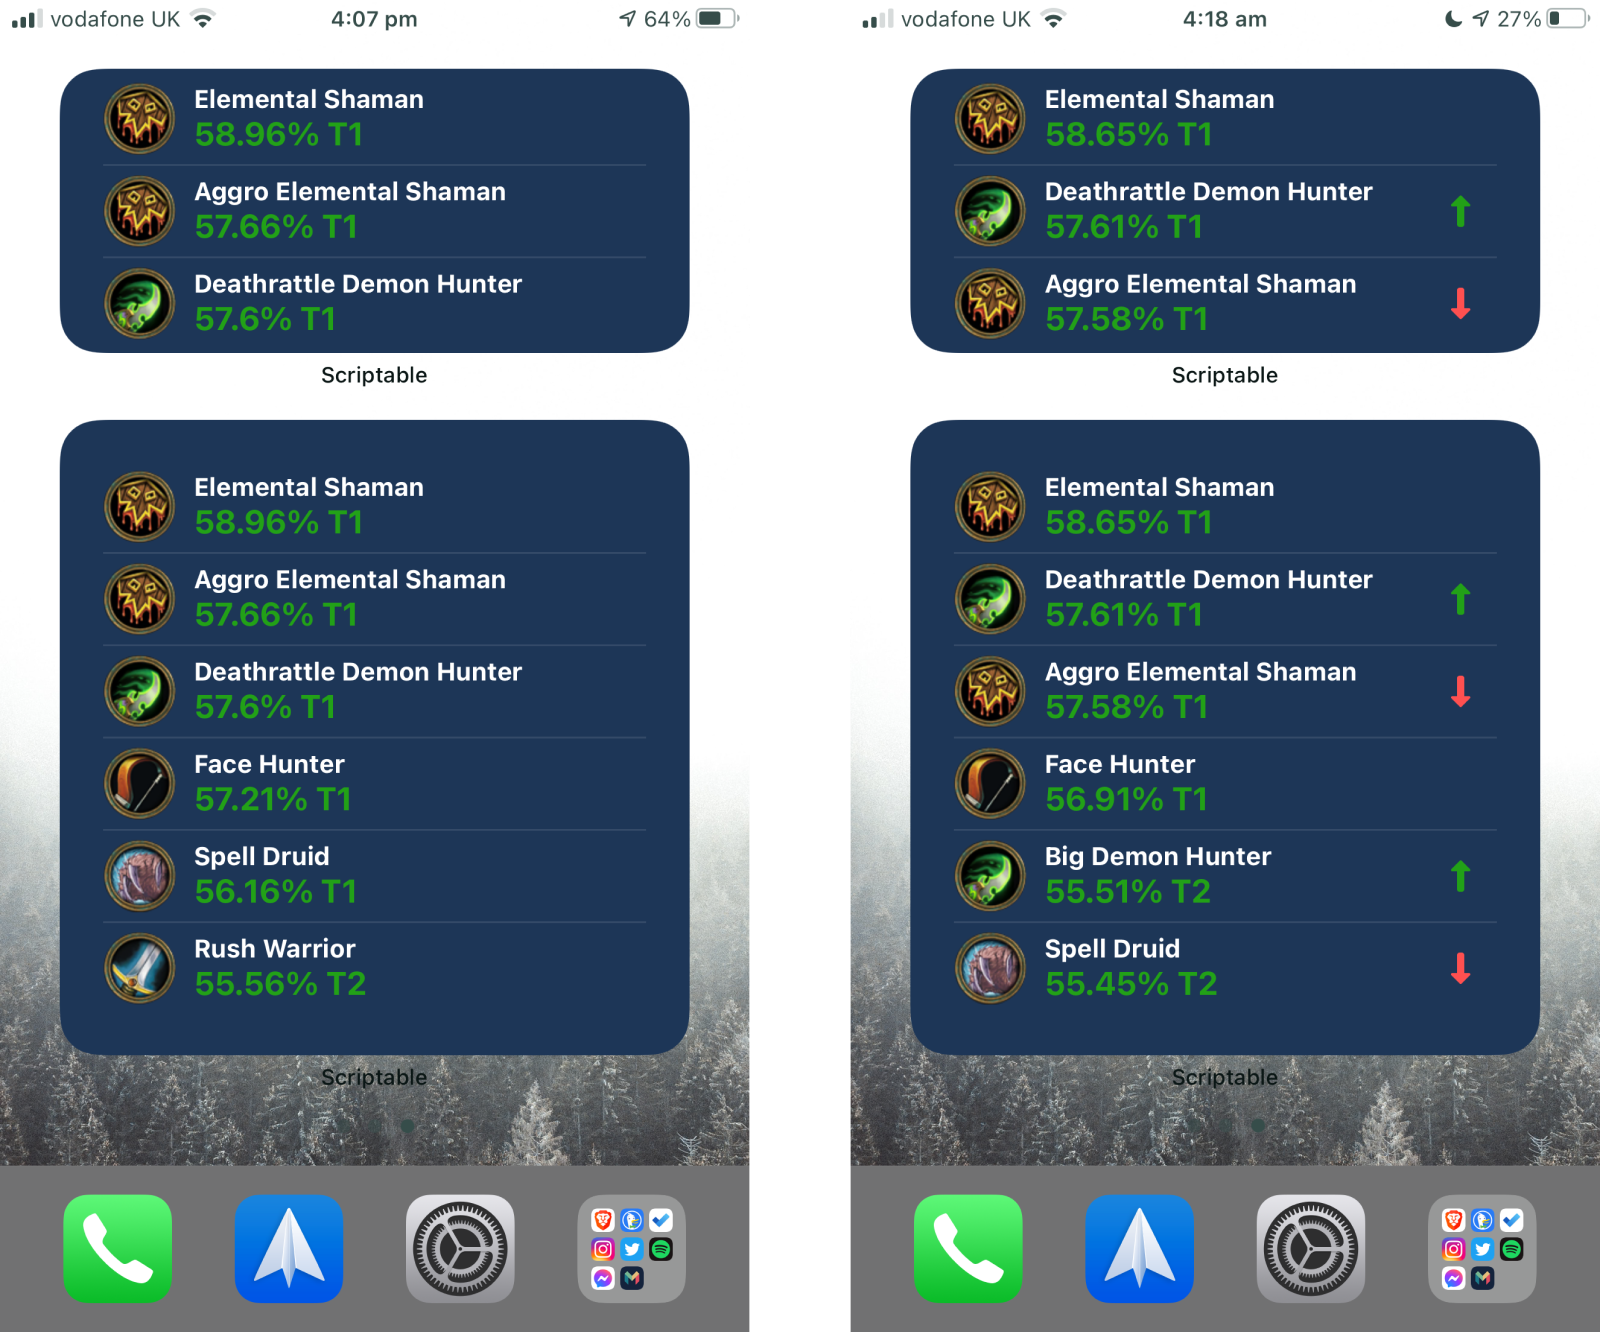 vodafone UK
4:07 pm
64%
Elemental Shaman
58.96% T1
Aggro Elemental Shaman
57.66% T1
Deathrattle Demon Hunter
57.6% T1
Scriptable
Elemental Shaman
58.96% T1
Aggro Elemental Shaman
57.66% T1
Deathrattle Demon Hunter
57.6% T1
Face Hunter
57.21% T1
Spell Druid
56.16% T1
Rush Warrior
55.56% T2
Scriptable
vodafone UK
4:18 am
27%
Elemental Shaman
58.65% T1
Deathrattle Demon Hunter
57.61% T1
Aggro Elemental Shaman
57.58% T1
Scriptable
Elemental Shaman
58.65% T1
Deathrattle Demon Hunter
57.61% T1
Aggro Elemental Shaman
57.58% T1
Face Hunter
56.91% T1
Big Demon Hunter
55.51% T2
Spell Druid
55.45% T2
Scriptable